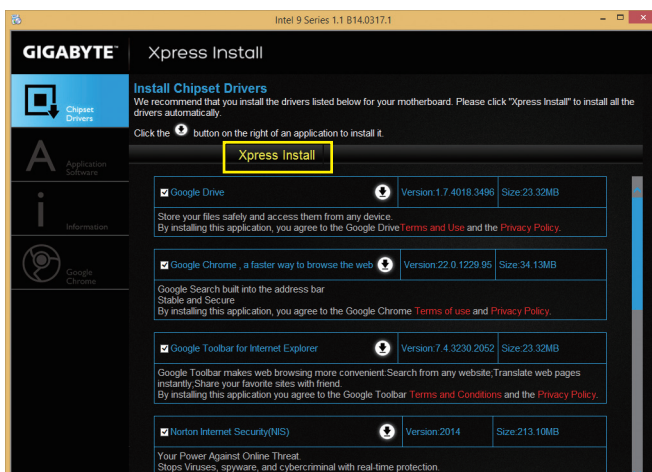 Intel 9 Series 1.1 B14.0317.1
GIGABYTE™
Xpress Install
Chipset
Drivers
Application
Software
Information
Google
Chrome
Install Chipset Drivers
We recommend that you install the drivers listed below for your motherboard. Please click "Xpress Install" to install all the
drivers automatically.
Click the button on the right of an application to install it.
Xpress Install
Google Drive Version:1.7.4018.3496 Size:23.32MB
Store your files safely and access them from any device.
By installing this application, you agree to the Google DriveTerms and Use and the Privacy Policy.
Google Chrome , a faster way to browse the web Version:22.0.1229.95 Size:34.13MB
Google Search built into the address bar
Stable and Secure
By installing this application, you agree to the Google Chrome Terms of use and Privacy Policy.
Google Toolbar for Internet Explorer Version:7.4.3230.2052 Size:23.32MB
Google Toolbar makes web browsing more convenient:Search from any website;Translate web pages
instantly;Share your favorite sites with friend.
By installing this application you agree to the Google Toolbar Terms and Conditions and the Privacy Policy.
Norton Internet Security(NIS) Version:2014 Size:213.10MB
Your Power Against Online Threat.
Stops Viruses, spyware, and cybercriminal with real-time protection.